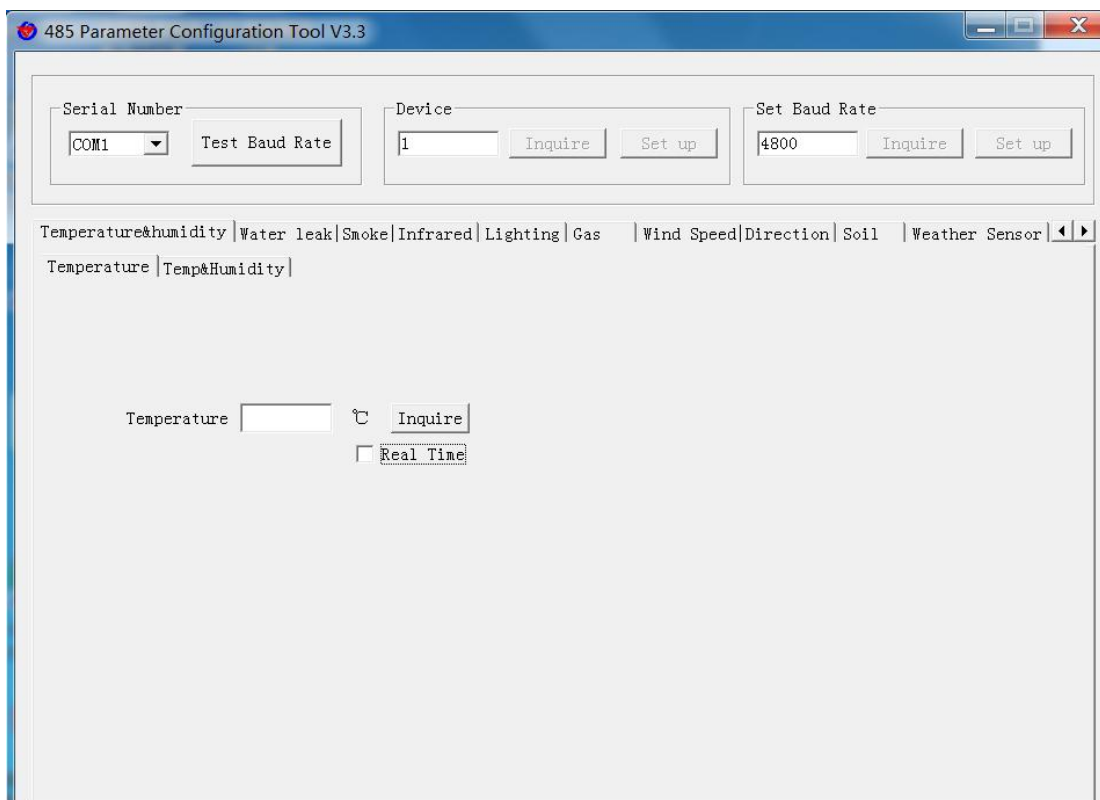 485 Parameter Configuration Tool V3.3
Serial Number
COM1
Test Baud Rate
Device
1
Inquire
Set up
Set Baud Rate
4800
Inquire
Set up
Temperature&humidity Water leak Smoke Infrared Lighting Gas Wind Speed Direction Soil Weather Sensor
Temperature Temp&Humidity
Temperature ℃ Inquire
Real Time